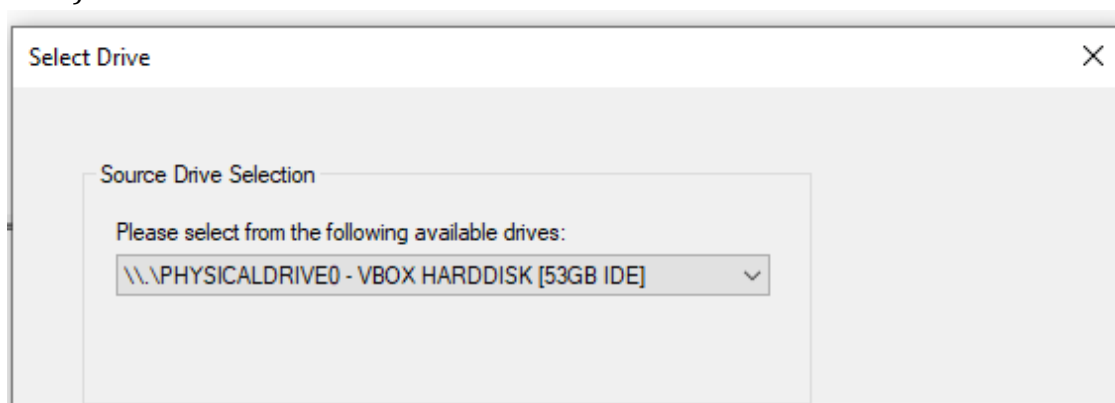 Select Drive
Source Drive Selection
Please select from the following available drives:
\\.\PHYSICALDRIVE0 - VBOX HARDDISK [53GB IDE]